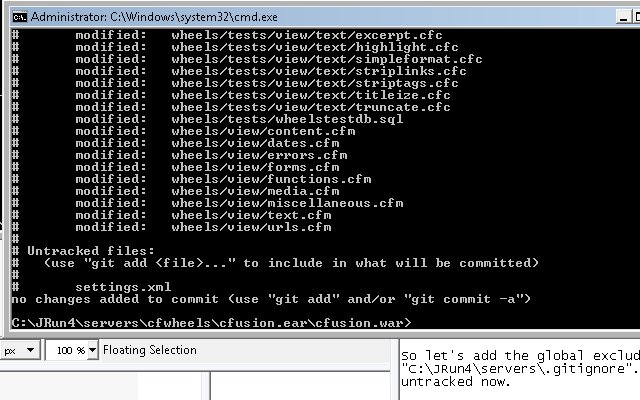 Administrator: C:\Windows\system32\cmd.exe
#       modified:   wheels/tests/view/text/excerpt.cfc
#       modified:   wheels/tests/view/text/highlight.cfc
#       modified:   wheels/tests/view/text/simpleformat.cfc
#       modified:   wheels/tests/view/text/striplinks.cfc
#       modified:   wheels/tests/view/text/striptags.cfc
#       modified:   wheels/tests/view/text/titleize.cfc
#       modified:   wheels/tests/view/text/truncate.cfc
#       modified:   wheels/tests/wheelstestdb.sql
#       modified:   wheels/view/content.cfm
#       modified:   wheels/view/dates.cfm
#       modified:   wheels/view/errors.cfm
#       modified:   wheels/view/forms.cfm
#       modified:   wheels/view/functions.cfm
#       modified:   wheels/view/media.cfm
#       modified:   wheels/view/miscellaneous.cfm
#       modified:   wheels/view/text.cfm
#       modified:   wheels/view/urls.cfm
#
# Untracked files:
#   (use "git add <file>..." to include in what will be committed)
#
#       settings.xml
no changes added to commit (use "git add" and/or "git commit -a")
C:\JRun4\servers\cfwheels\cfusion.ear\cfusion.war>
px 100 % Floating Selection
So let's add the global exclud
"C:\JRun4\servers\.gitignore".
untracked now.